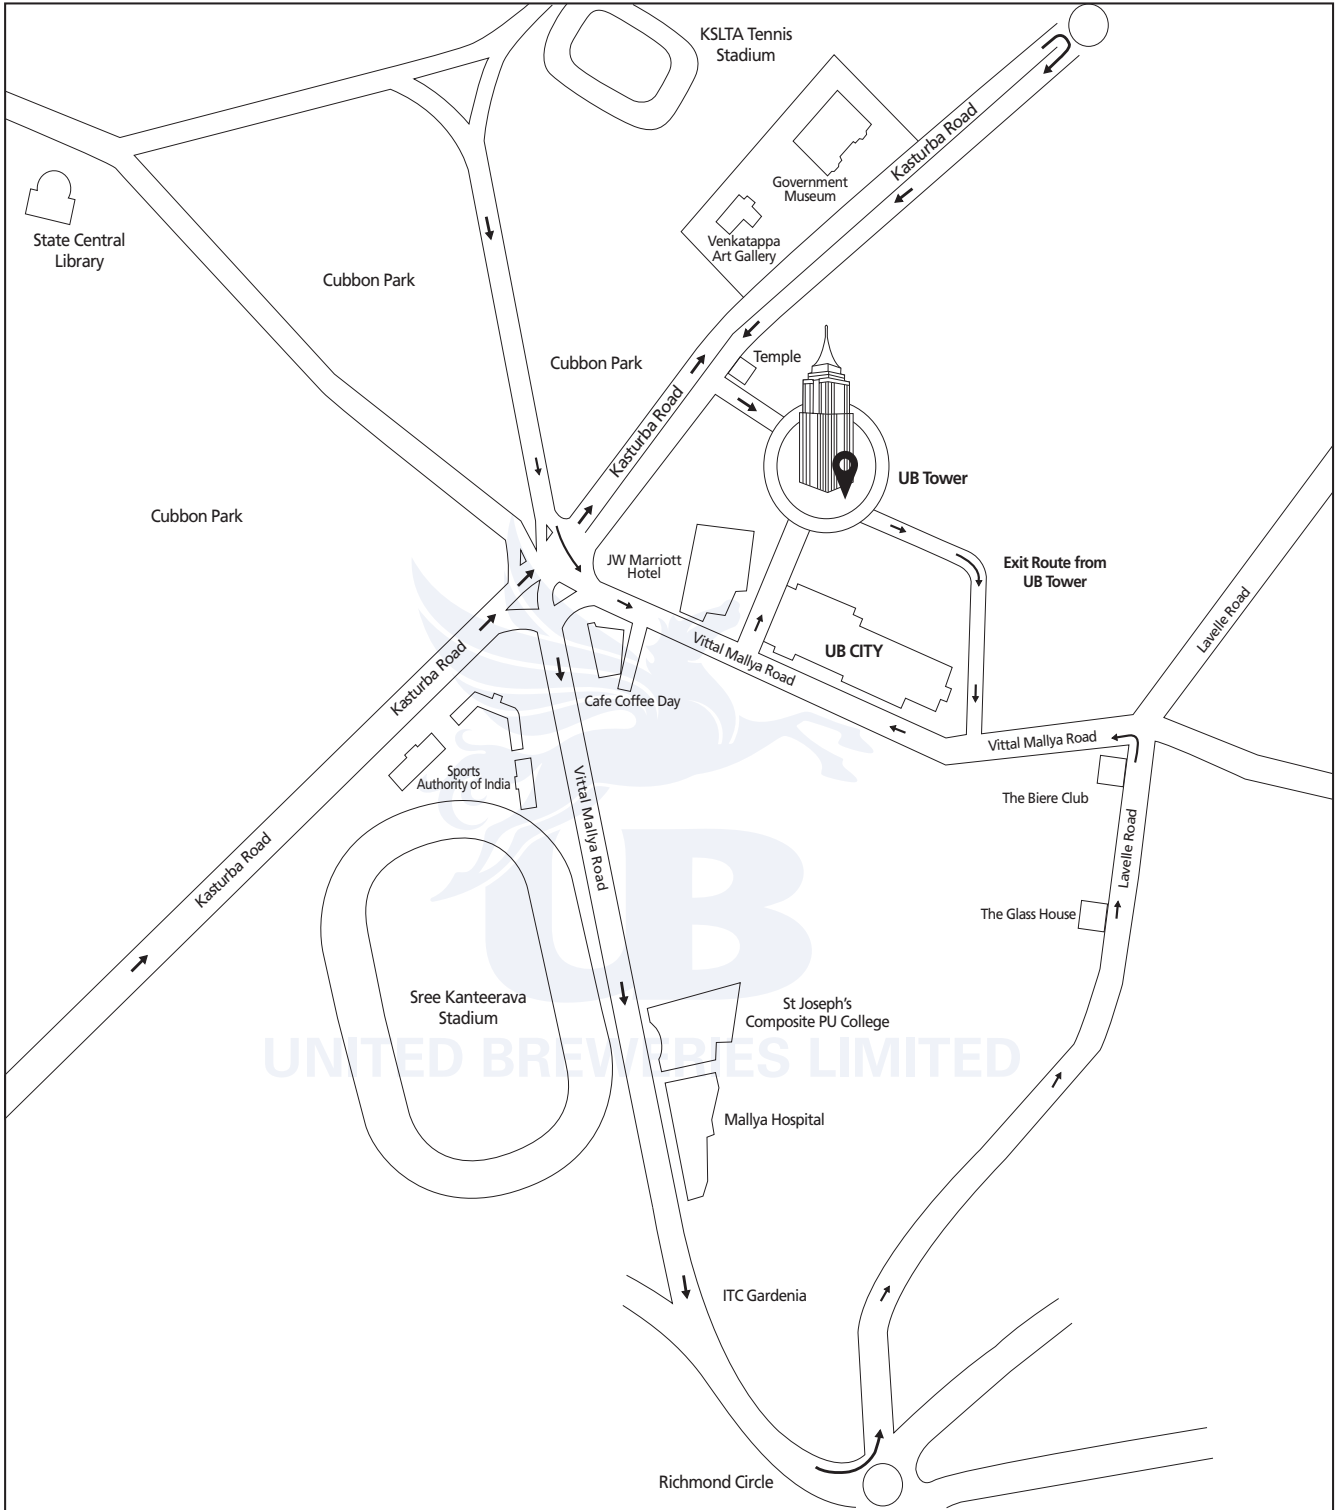 KSLTA Tennis
Stadium
Kasturba Road
Government
Museum
Venkatappa
Art Gallery
State Central
Library
Cubbon Park
Cubbon Park
Temple
Kasturba Road
UB Tower
Cubbon Park
JW Marriott
Hotel
Exit Route from
UB Tower
Lavelle Road
Vittal Mallya Road
UB CITY
Kasturba Road
Cafe Coffee Day
Vittal Mallya Road
Sports
Authority of India
The Biere Club
Vittal Mallya Road
Lavelle Road
Kasturba Road
The Glass House
UB
Sree Kanteerava
Stadium
St Joseph's
Composite PU College
UNITED BREWERIES LIMITED
Mallya Hospital
ITC Gardenia
Richmond Circle